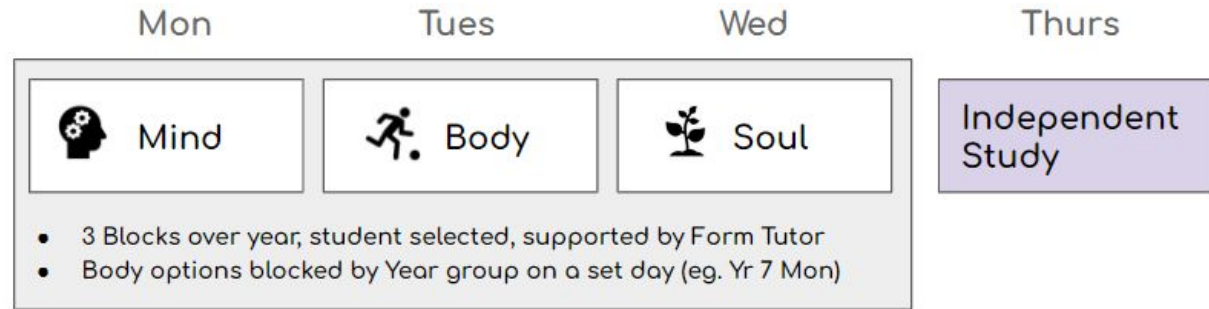 Mon Tues Wed Thurs
Mind Body Soul Independent
Study
• 3 Blocks over year, student selected, supported by Form Tutor
• Body options blocked by Year group on a set day (eg. Yr 7 Mon)